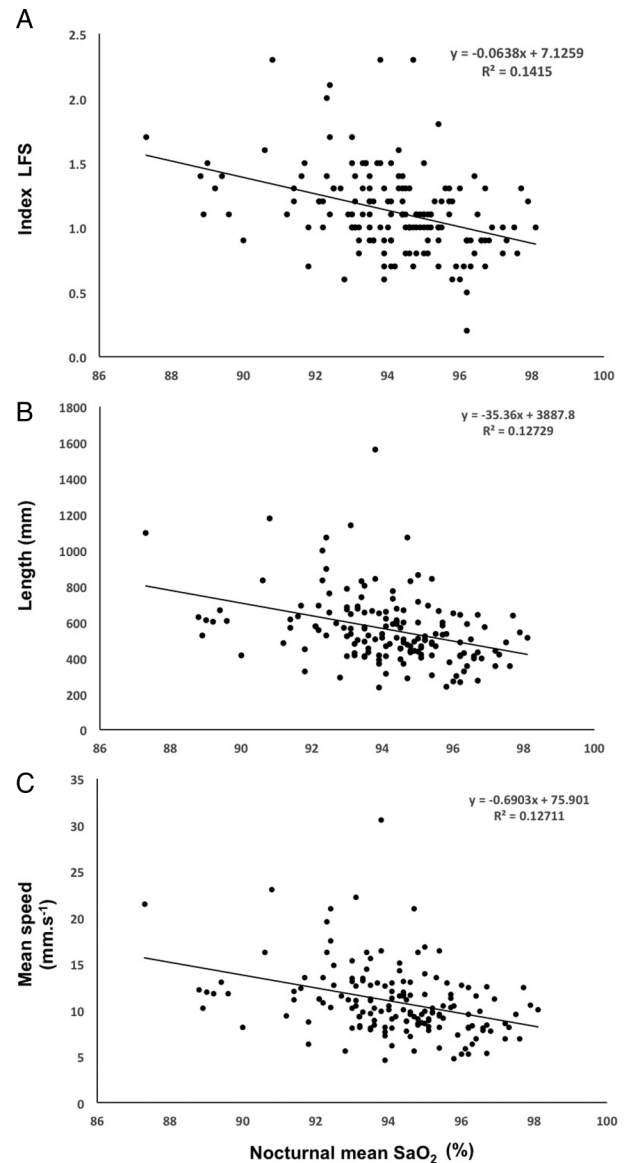 A
y = -0.0638x + 7.1259
R² = 0.1415
Index LFS
2.5
2.0
1.5
1.0
0.5
0.0
86 88 90 92 94 96 98 100
B
y = -35.36x + 3887.8
R² = 0.12729
Length (mm)
1800
1600
1400
1200
1000
800
600
400
200
0
86 88 90 92 94 96 98 100
C
y = -0.6903x + 75.901
R² = 0.12711
Mean speed
(mm.s⁻¹)
35
30
25
20
15
10
5
0
86 88 90 92 94 96 98 100
Nocturnal mean SaO₂ (%)